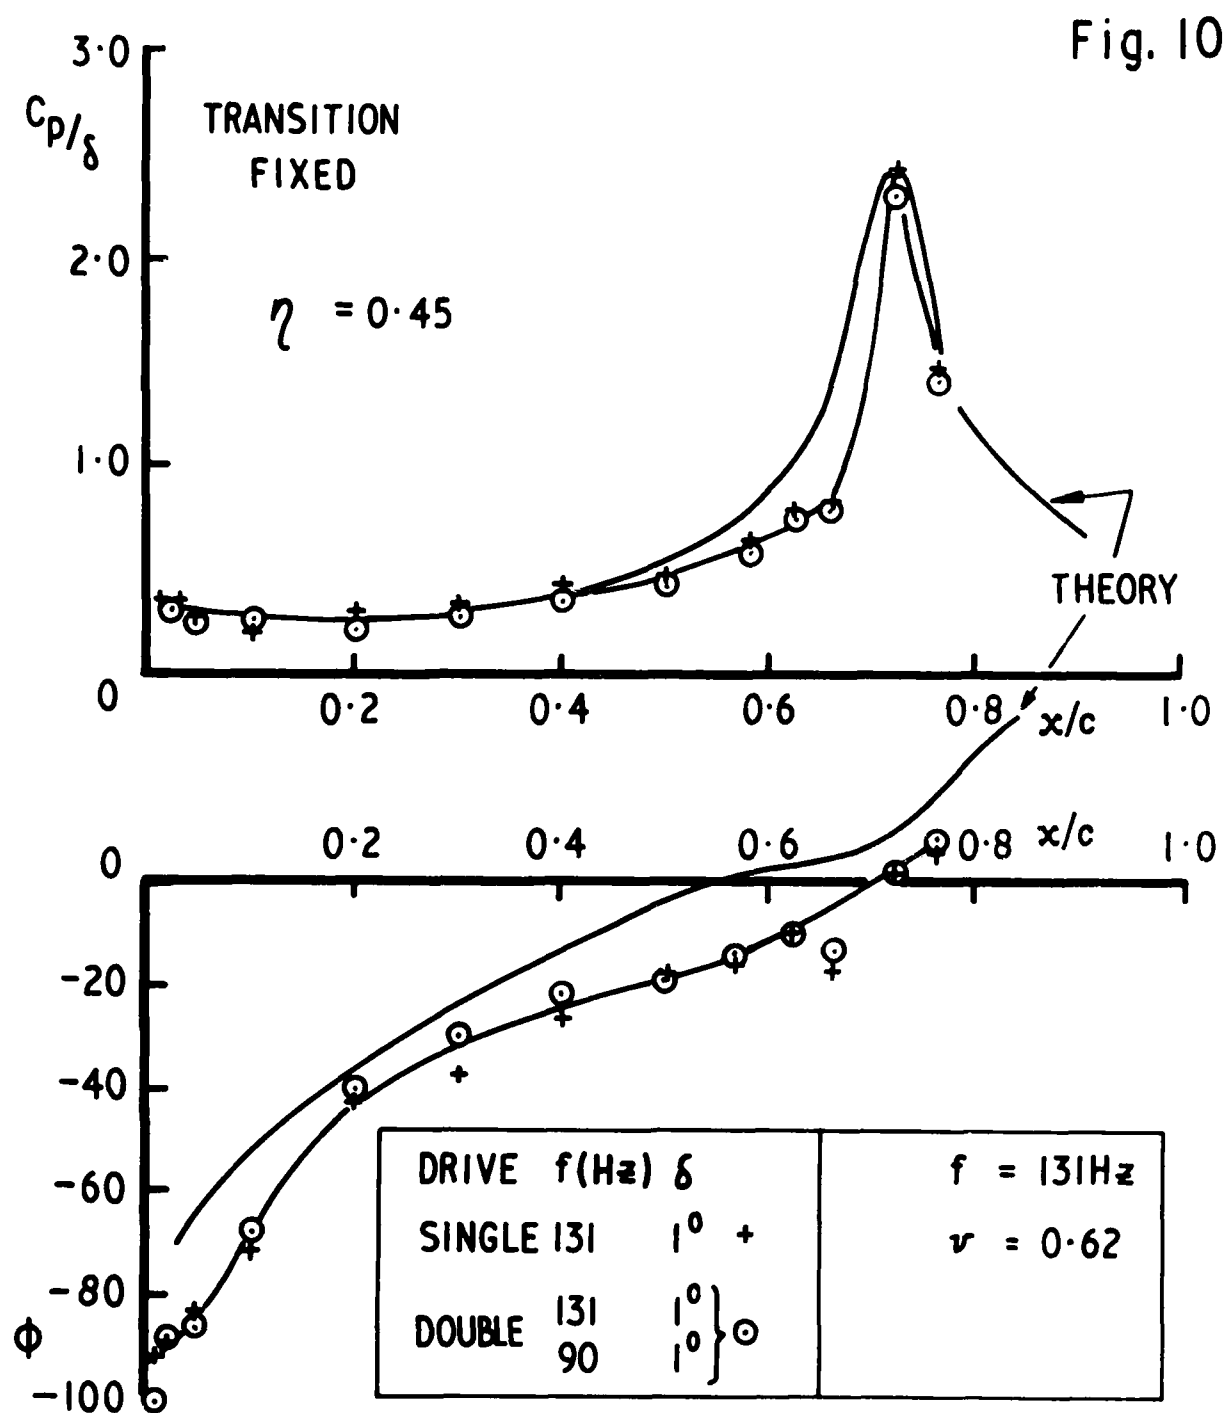 Fig. 10
3·0
Cp/δ
TRANSITION
FIXED
2·0
η = 0·45
1·0
THEORY
0
0·2
0·4
0·6
0·8
x/c
1·0
0
0·2
0·4
0·6
0·8
x/c
1·0
-20
-40
-60
-80
ϕ
-100
DRIVE f(Hz) δ
SINGLE 131 1° +
DOUBLE
131 1°
90 1°
} ⊙
f = 131Hz
ν = 0·62